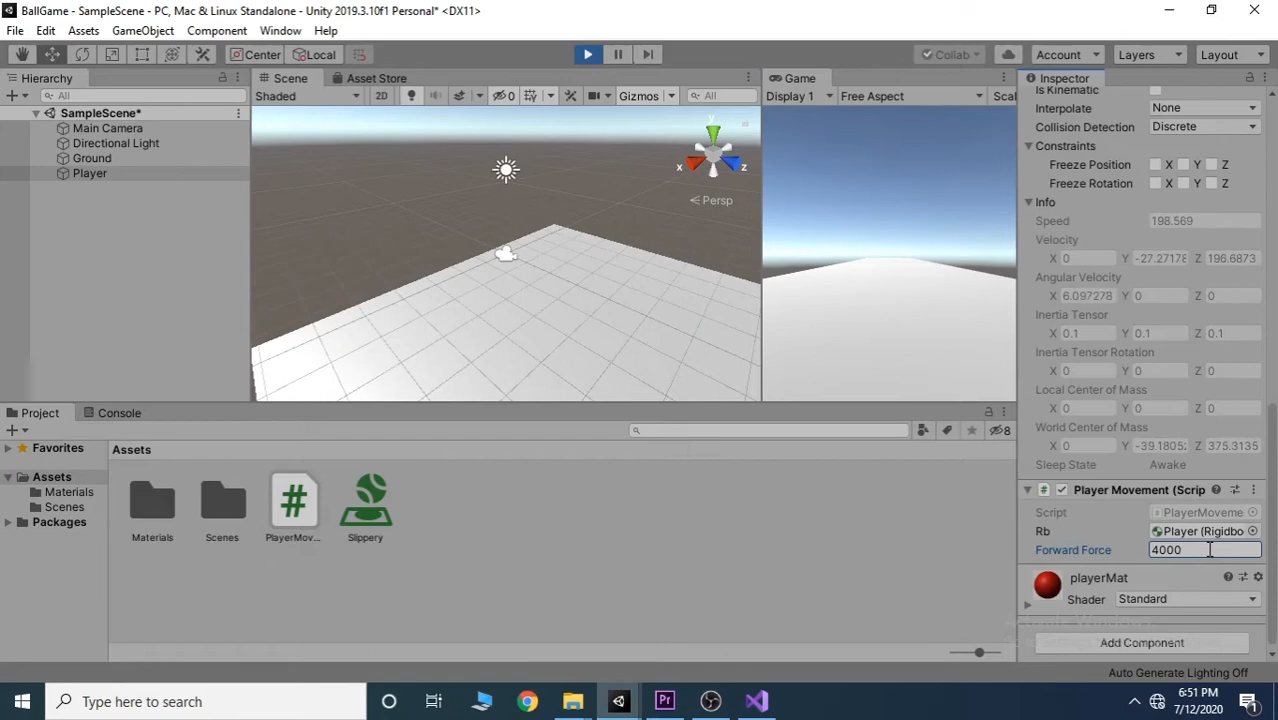 BallGame - SampleScene - PC, Mac & Linux Standalone - Unity 2019.3.10f1 Personal* <DX11>
File Edit Assets GameObject Component Window Help
Center Local Collab Account Layers Layout
Hierarchy Scene Asset Store Game Inspector
All Shaded 2D 0 Gizmos All Display 1 Free Aspect Scal Is Kinematic
SampleScene* Interpolate None
Main Camera Collision Detection Discrete
Directional Light y Constraints
Ground x z Freeze Position X Y Z
Player Freeze Rotation X Y Z
Persp Info
Speed 198.569
Velocity
X 0 Y -27.27178 Z 196.6873
Angular Velocity
X 6.097278 Y 0 Z 0
Inertia Tensor
X 0.1 Y 0.1 Z 0.1
Inertia Tensor Rotation
X 0 Y 0 Z 0
Local Center of Mass
X 0 Y 0 Z 0
Project Console
World Center of Mass
8 X 0 Y -39.1805 Z 375.3135
Favorites Assets
Sleep State Awake
Assets
Materials
Scenes
Packages
Materials Scenes PlayerMov... Slippery
Player Movement (Scrip
Script PlayerMoveme
Rb Player (Rigidbo
Forward Force 4000
playerMat
Shader Standard
Add Component
Auto Generate Lighting Off
Type here to search Pr 6:51 PM
7/12/2020 1